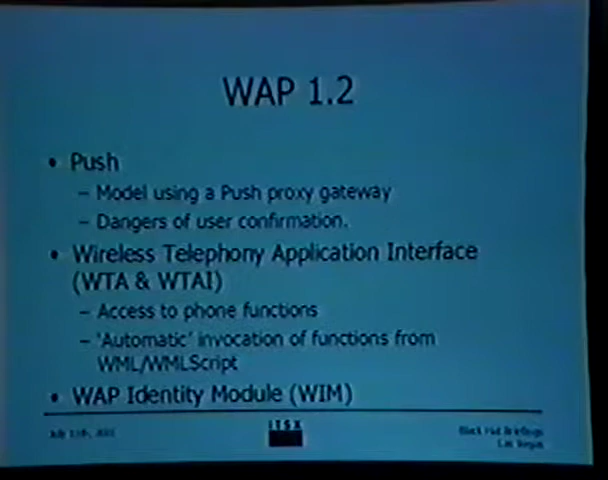 WAP 1.2
• Push
– Model using a Push proxy gateway
– Dangers of user confirmation.
• Wireless Telephony Application Interface
(WTA & WTAI)
– Access to phone functions
– 'Automatic' invocation of functions from
WML/WMLScript
• WAP Identity Module (WIM)
ITSX
Black Hat Briefings
Las Vegas